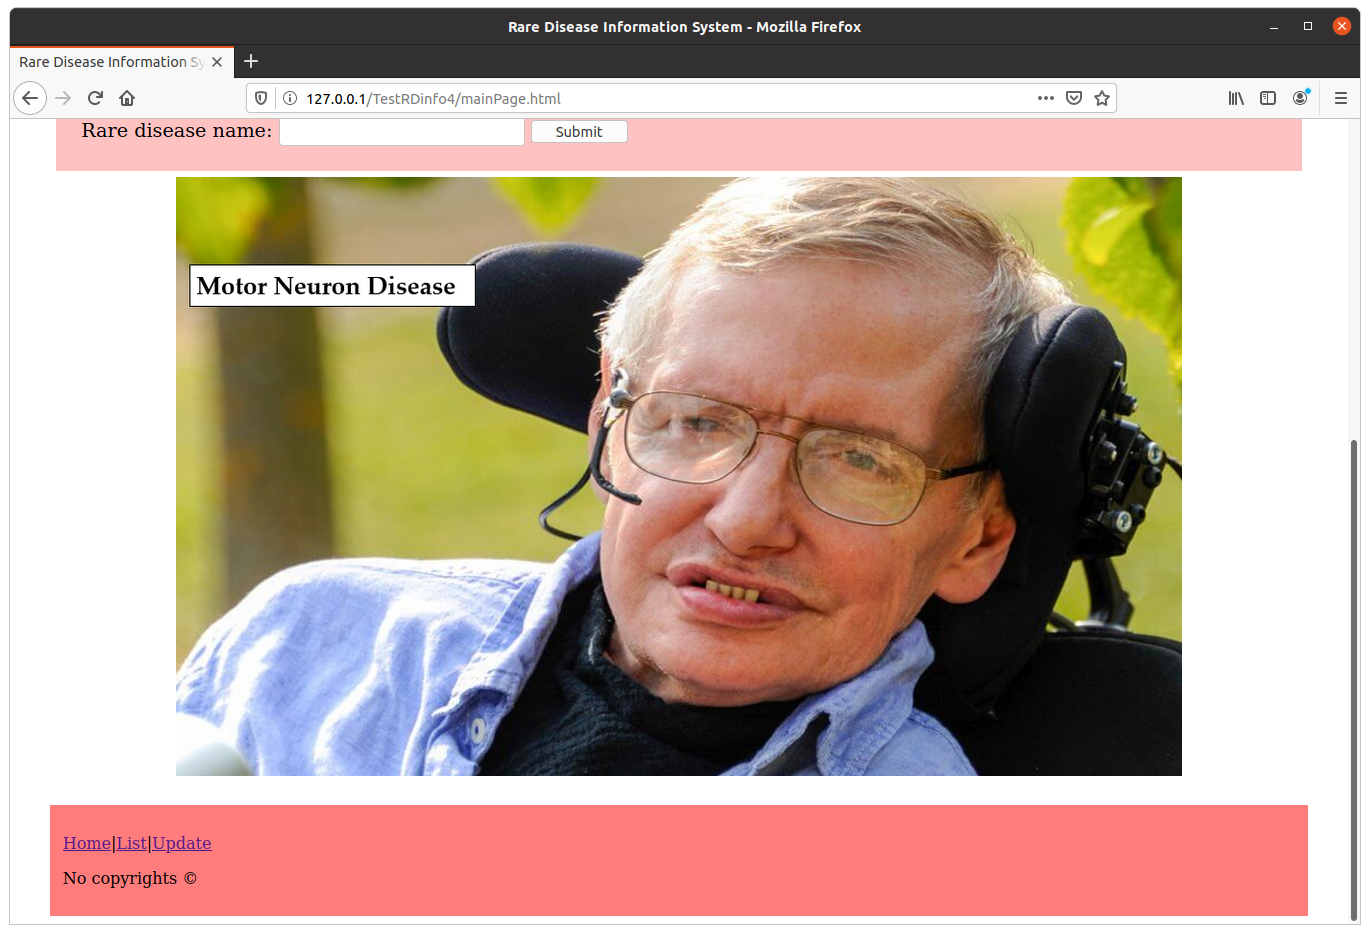 Rare Disease Information System - Mozilla Firefox
Rare Disease Information Sy
127.0.0.1/TestRDinfo4/mainPage.html
Rare disease name: Submit
Motor Neuron Disease
Home|List|Update
No copyrights ©